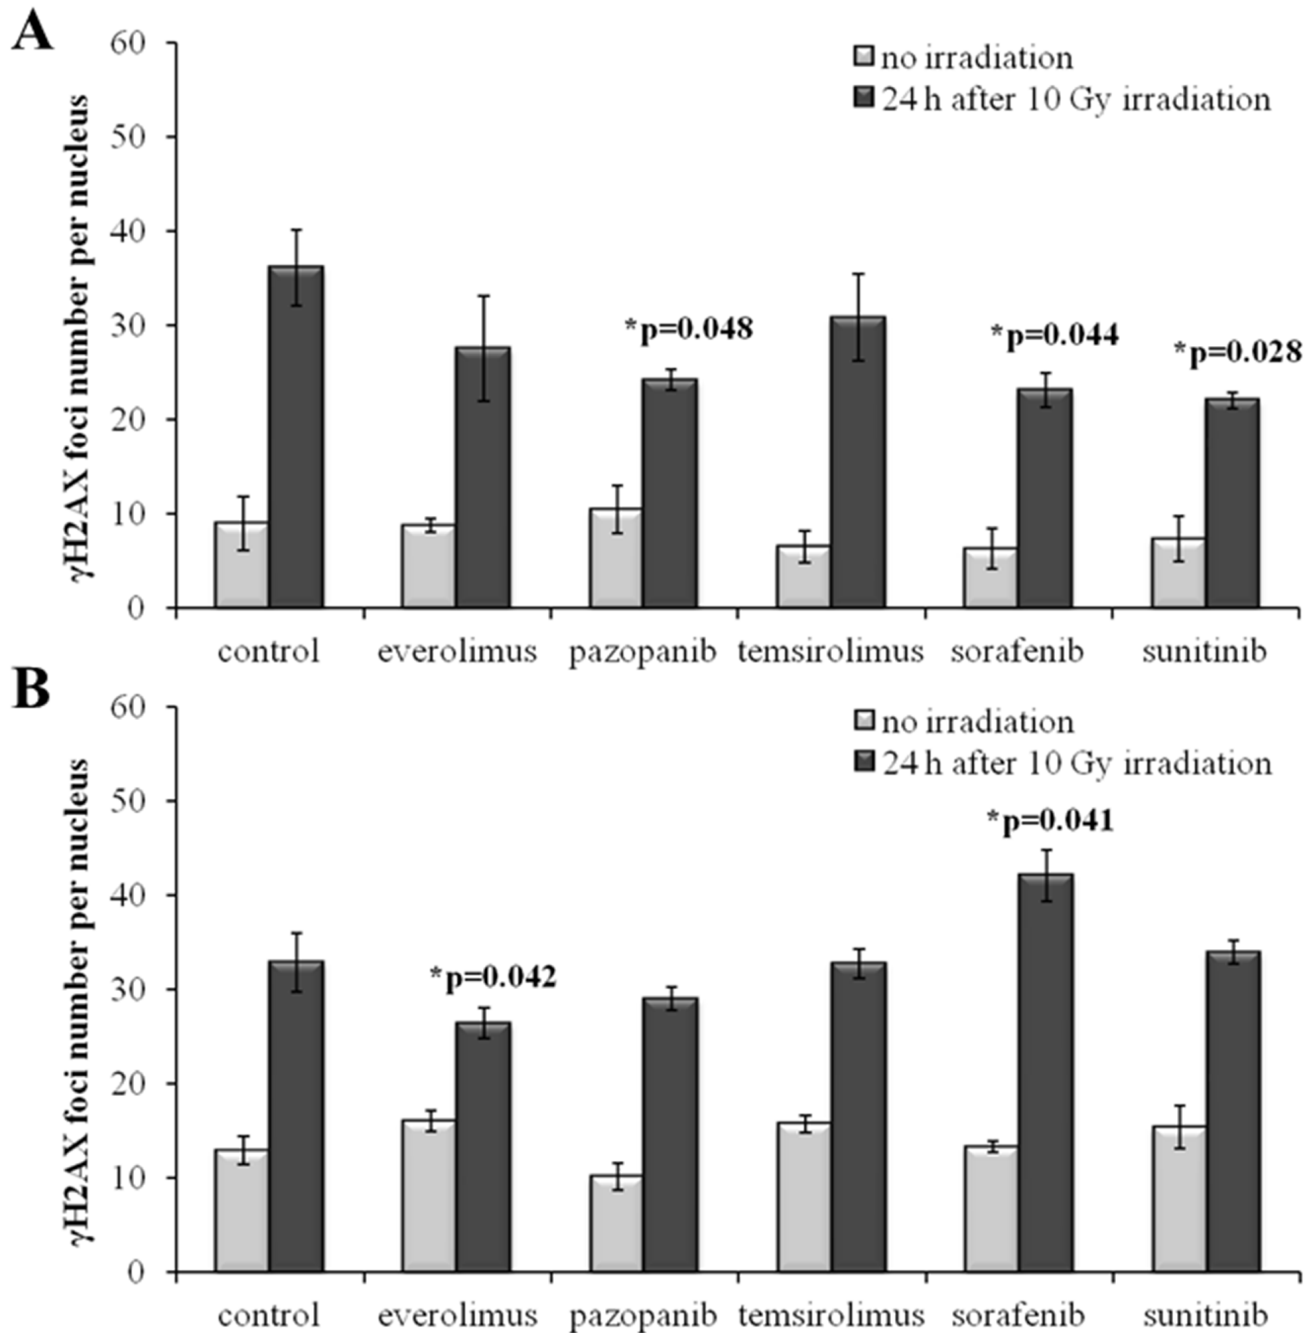 A
γH2AX foci number per nucleus
60
50
40
30
20
10
0
no irradiation
24 h after 10 Gy irradiation
*p=0.048
*p=0.044
*p=0.028
control everolimus pazopanib temsirolimus sorafenib sunitinib
B
γH2AX foci number per nucleus
60
50
40
30
20
10
0
no irradiation
24 h after 10 Gy irradiation
*p=0.041
*p=0.042
control everolimus pazopanib temsirolimus sorafenib sunitinib